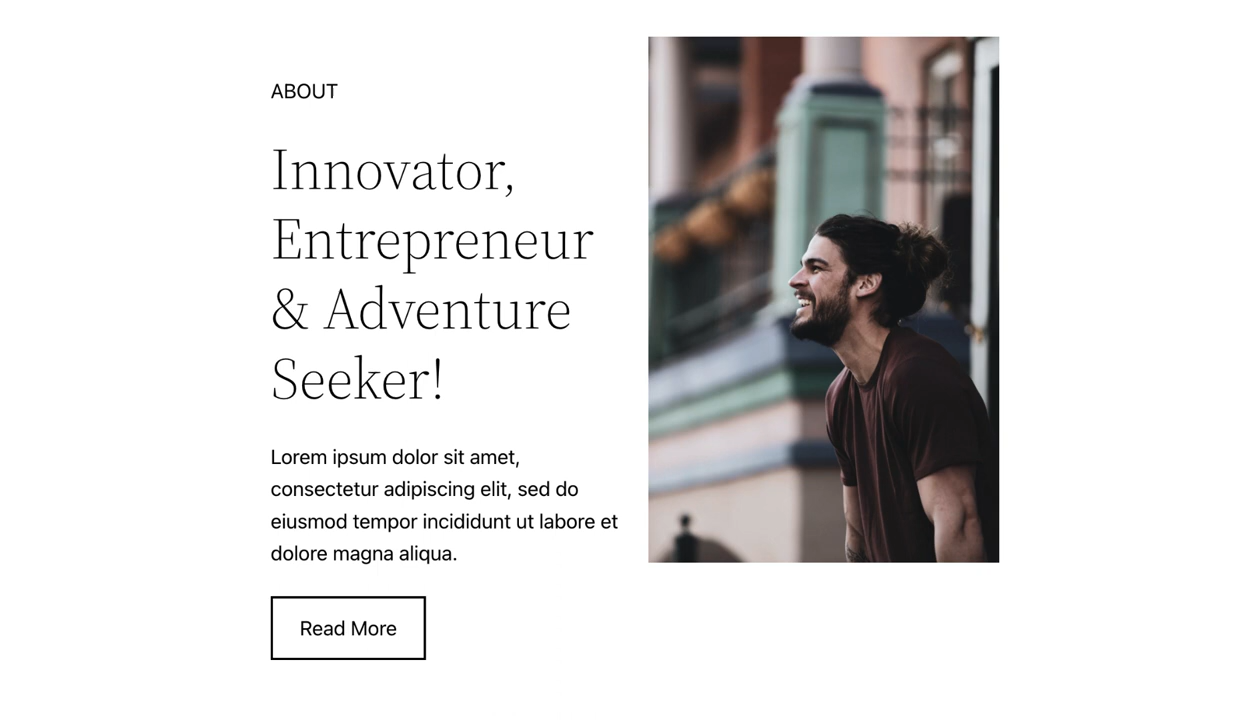 ABOUT
Innovator,
Entrepreneur
& Adventure
Seeker!
Lorem ipsum dolor sit amet,
consectetur adipiscing elit, sed do
eiusmod tempor incididunt ut labore et
dolore magna aliqua.
Read More